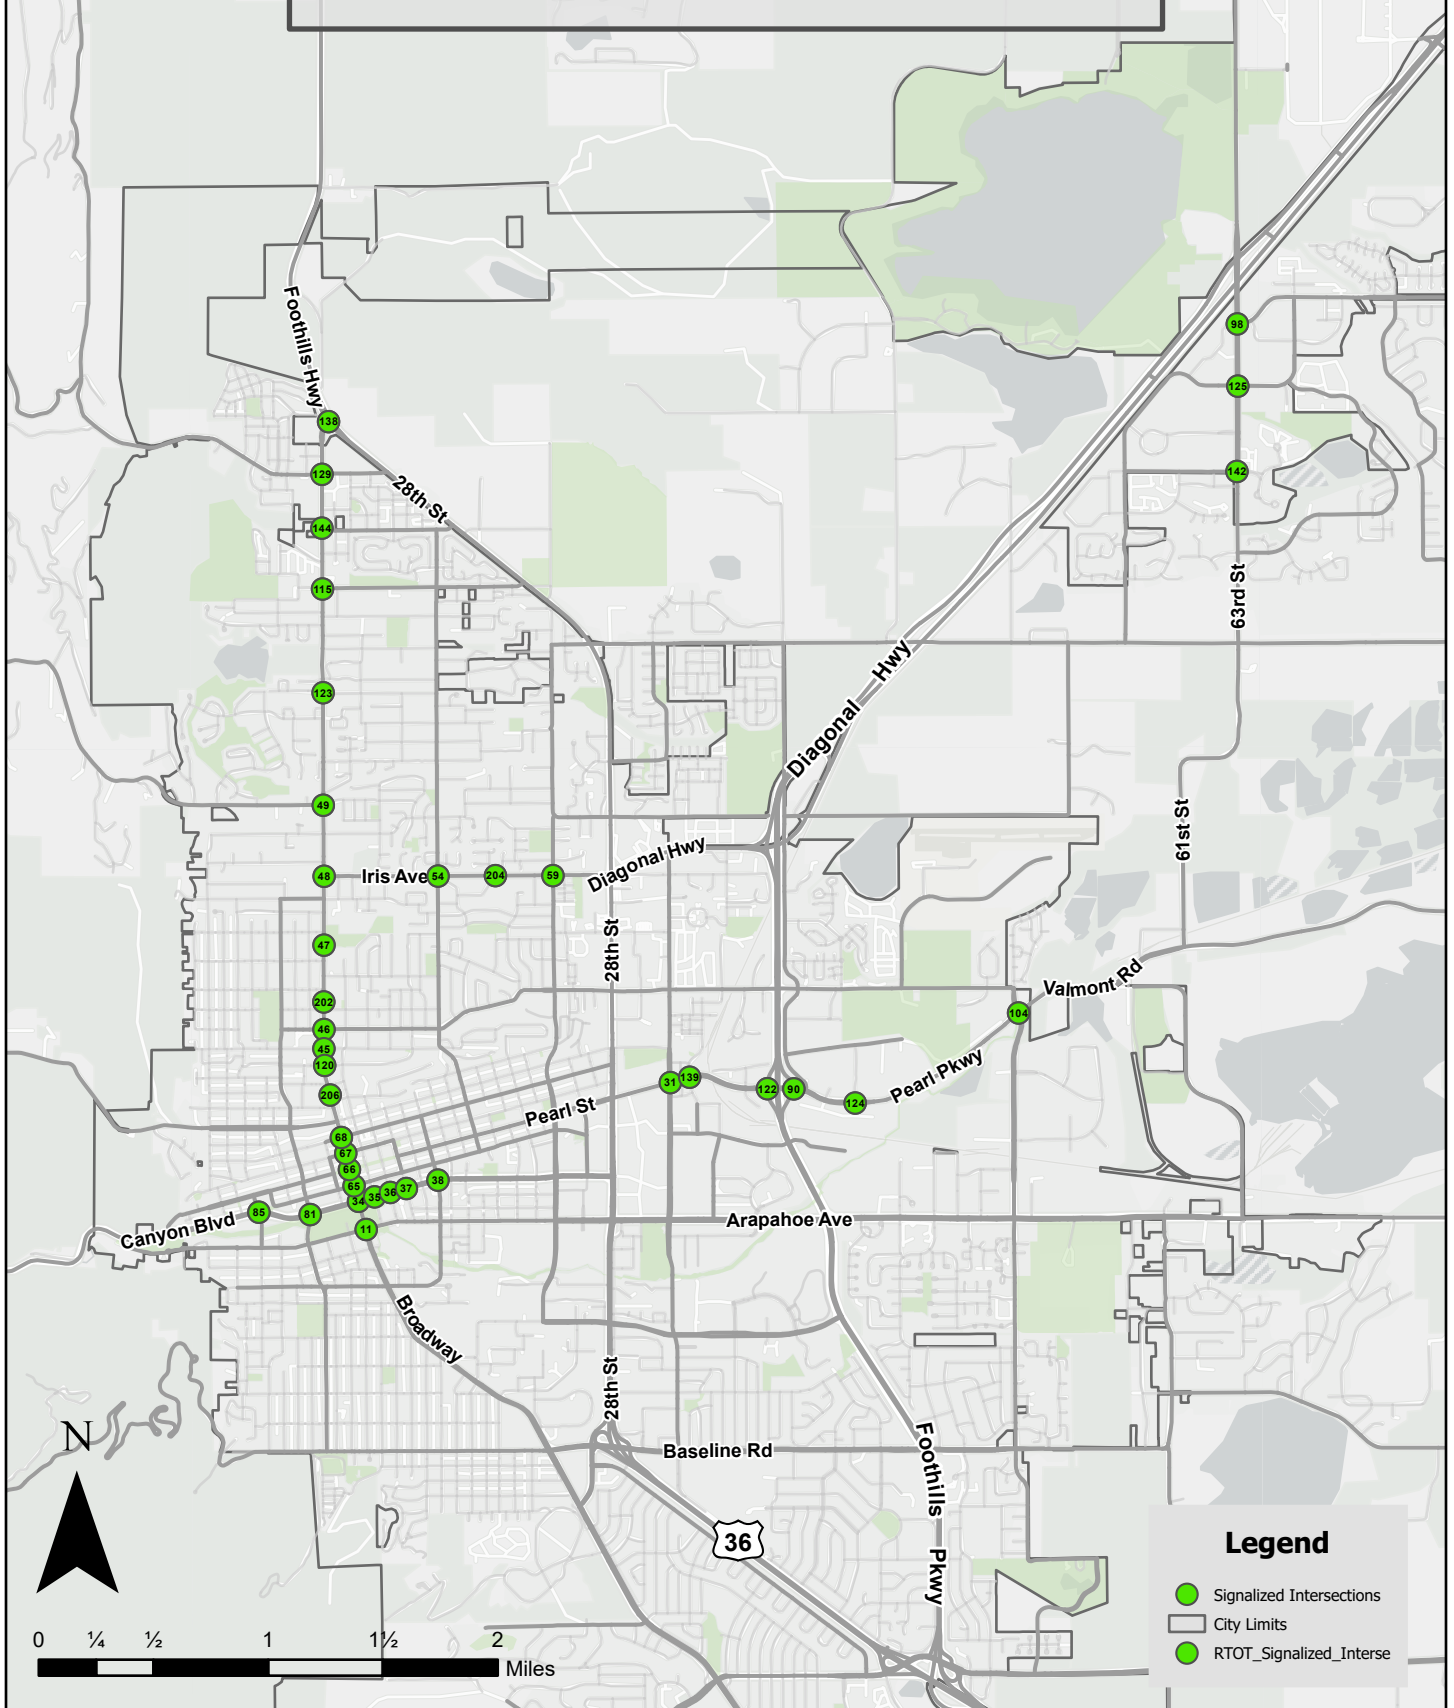 98
Foothills Hwy
125
138
142
129
28th St
144
63rd St
115
123
Diagonal Hwy
49
61st St
48
Iris Ave
54
204
59
Diagonal Hwy
28th St
47
Valmont Rd
202
104
46
45
120
Pearl Pkwy
31
139
122
90
206
124
Pearl St
68
67
66
38
65
37
36
35
34
85
81
Canyon Blvd
11
Arapahoe Ave
Broadway
28th St
Baseline Rd
Foothills Pkwy
N
36
Legend
Signalized Intersections
City Limits
RTOT_Signalized_Interse
0 ¼ ½ 1 1½ 2
Miles